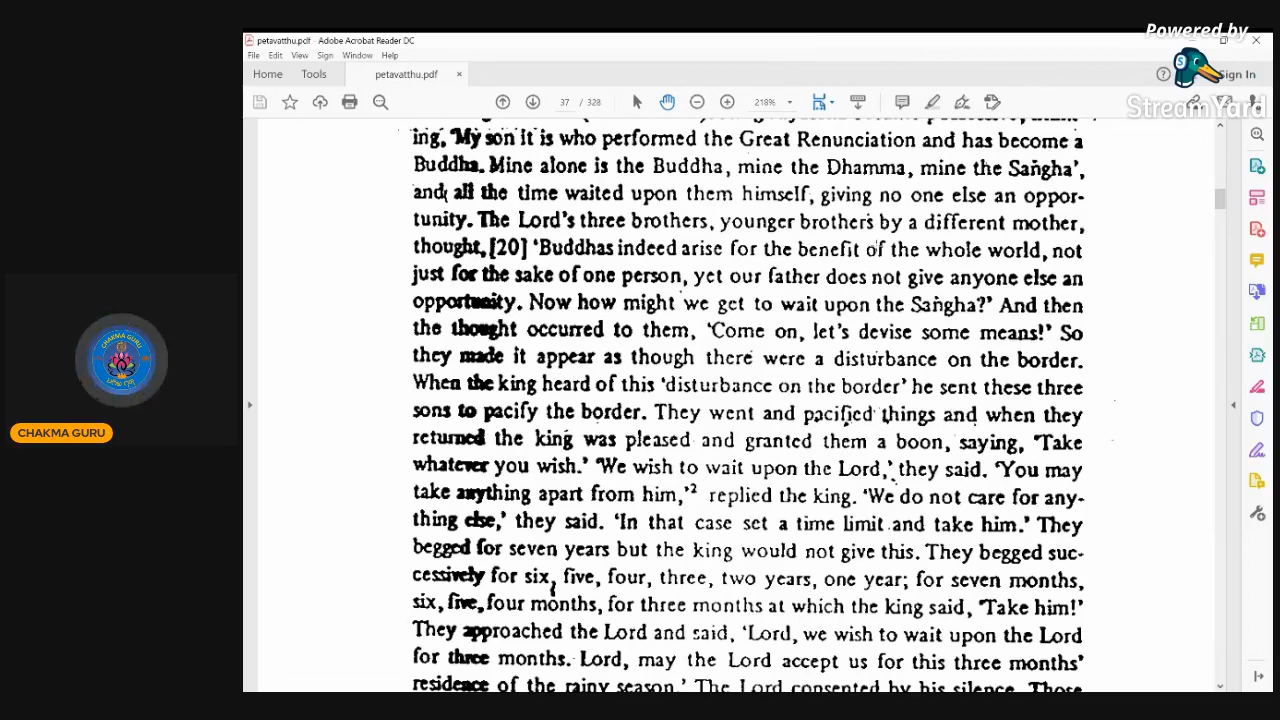 Powered by
StreamYard
petavatthu.pdf - Adobe Acrobat Reader DC
File Edit View Sign Window Help
Home Tools petavatthu.pdf × Sign In
37 / 328 218%
ing, 'My son it is who performed the Great Renunciation and has become a
Buddha. Mine alone is the Buddha, mine the Dhamma, mine the Saṅgha',
and all the time waited upon them himself, giving no one else an oppor-
tunity. The Lord's three brothers, younger brothers by a different mother,
thought, [20] 'Buddhas indeed arise for the benefit of the whole world, not
just for the sake of one person, yet our father does not give anyone else an
opportunity. Now how might we get to wait upon the Saṅgha?' And then
the thought occurred to them, 'Come on, let's devise some means!' So
they made it appear as though there were a disturbance on the border.
When the king heard of this 'disturbance on the border' he sent these three
sons to pacify the border. They went and pacified things and when they
returned the king was pleased and granted them a boon, saying, 'Take
whatever you wish.' 'We wish to wait upon the Lord,' they said. 'You may
take anything apart from him,'² replied the king. 'We do not care for any-
thing else,' they said. 'In that case set a time limit and take him.' They
begged for seven years but the king would not give this. They begged suc-
cessively for six, five, four, three, two years, one year; for seven months,
six, five, four months, for three months at which the king said, 'Take him!'
They approached the Lord and said, 'Lord, we wish to wait upon the Lord
for three months. Lord, may the Lord accept us for this three months'
residence of the rainy season.' The Lord consented by his silence. Those
CHAKMA GURU
CHAKMA GURU